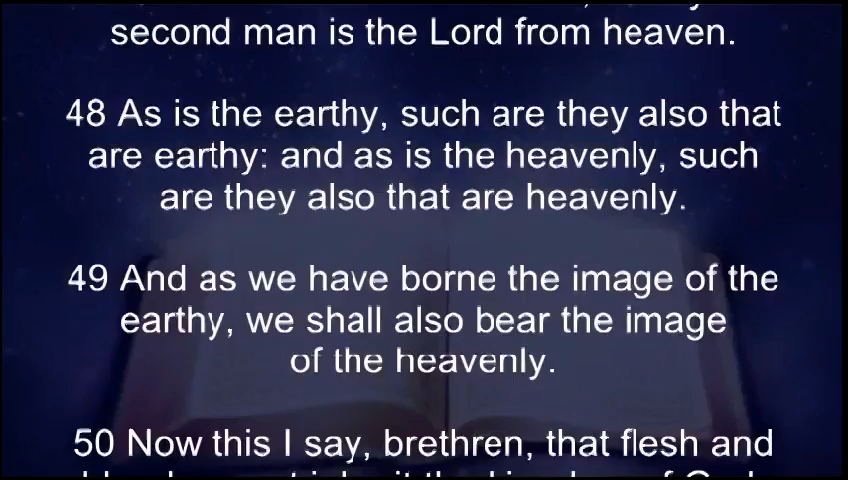 second man is the Lord from heaven.
48 As is the earthy, such are they also that
are earthy: and as is the heavenly, such
are they also that are heavenly.
49 And as we have borne the image of the
earthy, we shall also bear the image
of the heavenly.
50 Now this I say, brethren, that flesh and